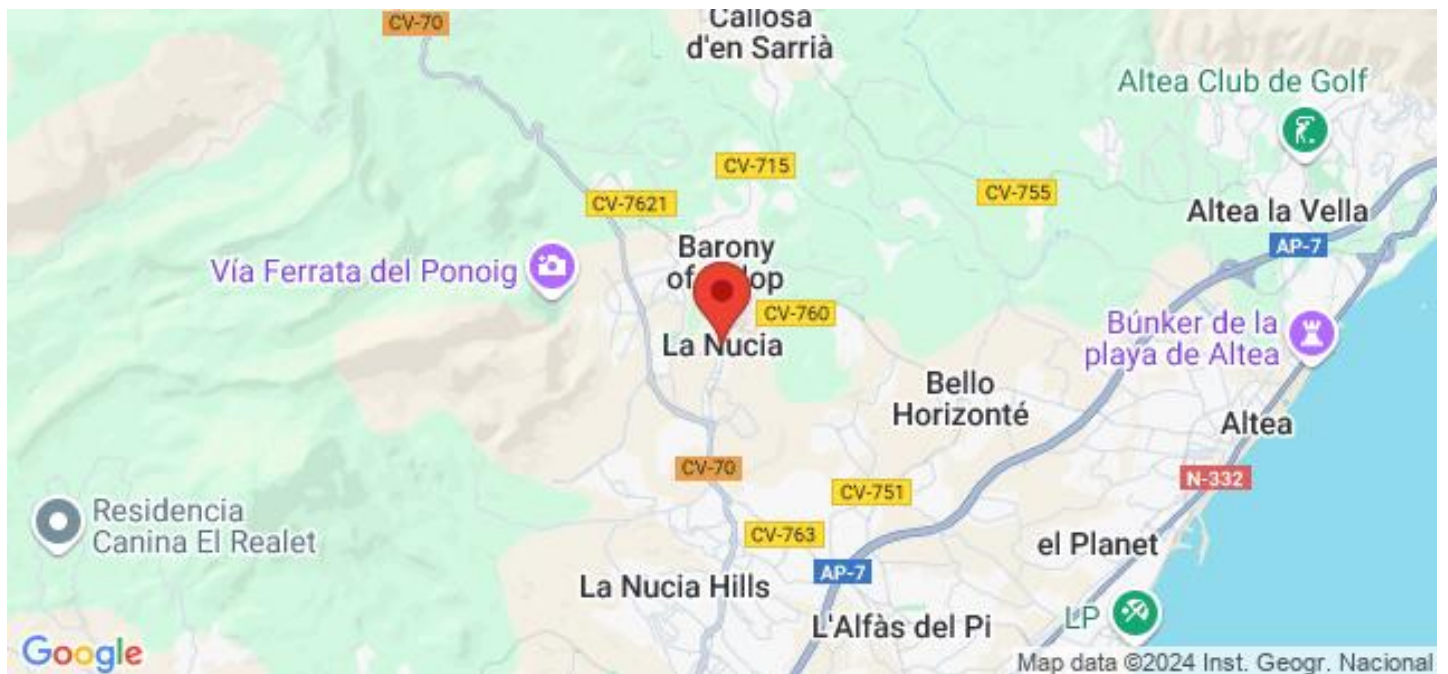 CV-70
Callosa
d'en Sarrià
Altea Club de Golf
CV-715
CV-7621
CV-755
Altea la Vella
AP-7
Barony
Vía Ferrata del Ponoig
CV-760
La Nucia
Búnker de la
playa de Altea
Bello
Horizonté
Altea
CV-70
N-332
CV-751
Residencia
Canina El Realet
CV-763
el Planet
AP-7
La Nucia Hills
L'Alfàs del Pi
LP
Google
Map data ©2024 Inst. Geogr. Nacional